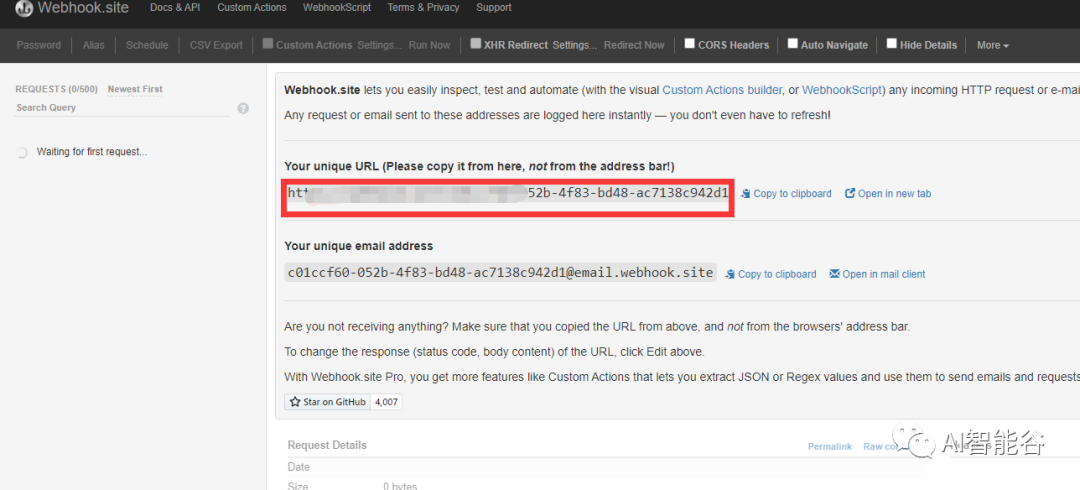 Webhook.site Docs & API Custom Actions WebhookScript Terms & Privacy Support
Password Alias Schedule CSV Export Custom Actions Settings... Run Now XHR Redirect Settings... Redirect Now CORS Headers Auto Navigate Hide Details More
REQUESTS (0/500) Newest First
Search Query
Waiting for first request...
Webhook.site lets you easily inspect, test and automate (with the visual Custom Actions builder, or WebhookScript) any incoming HTTP request or e-mai
Any request or email sent to these addresses are logged here instantly — you don't even have to refresh!
Your unique URL (Please copy it from here, not from the address bar!)
52b-4f83-bd48-ac7138c942d1 Copy to clipboard Open in new tab
Your unique email address
c01ccf60-052b-4f83-bd48-ac7138c942d1@email.webhook.site Copy to clipboard Open in mail client
Are you not receiving anything? Make sure that you copied the URL from above, and not from the browsers' address bar.
To change the response (status code, body content) of the URL, click Edit above.
With Webhook.site Pro, you get more features like Custom Actions that lets you extract JSON or Regex values and use them to send emails and requests
Star on GitHub 4,007
Request Details Permalink Raw
Date
Size 0 bytes
AI智能谷